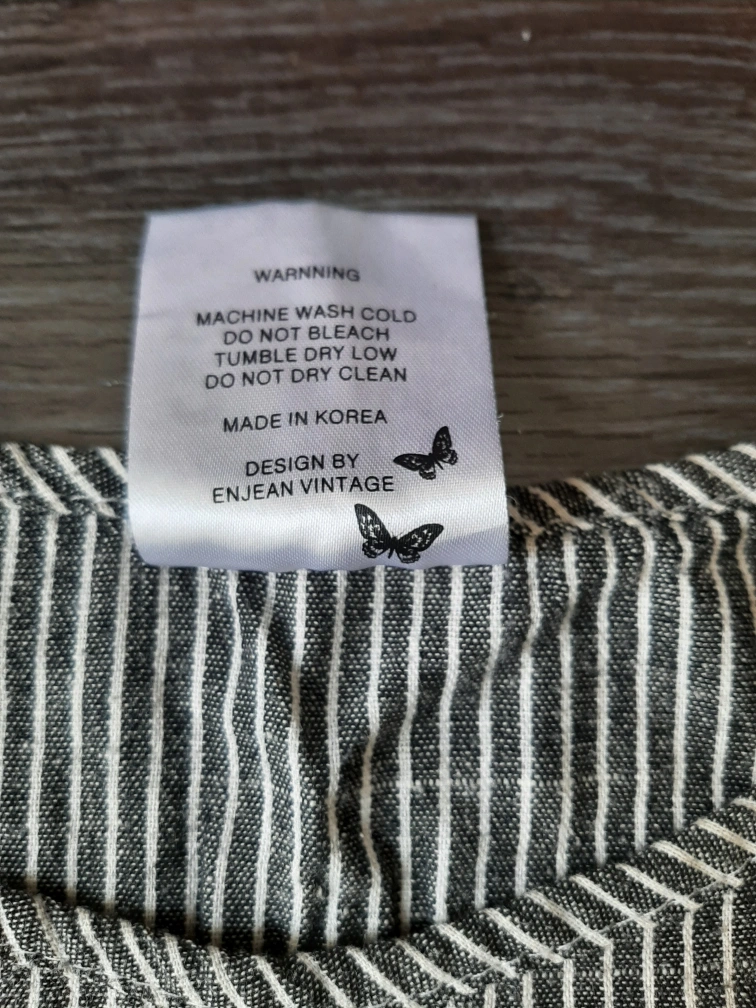 WARNNING
MACHINE WASH COLD
DO NOT BLEACH
TUMBLE DRY LOW
DO NOT DRY CLEAN
MADE IN KOREA
DESIGN BY
ENJEAN VINTAGE